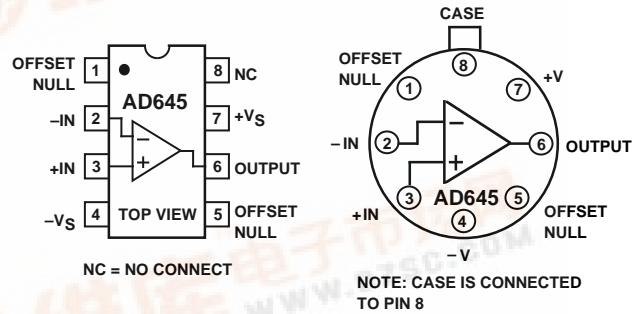 OFFSET
NULL
1
8
NC
AD645
−IN
2
7
+VS
+IN
3
6
OUTPUT
−VS
4
TOP VIEW
5
OFFSET
NULL
NC = NO CONNECT
CASE
8
OFFSET
NULL
1
7
+V
−IN
2
6
OUTPUT
+IN
3
AD645
5
OFFSET
NULL
4
−V
NOTE: CASE IS CONNECTED
TO PIN 8